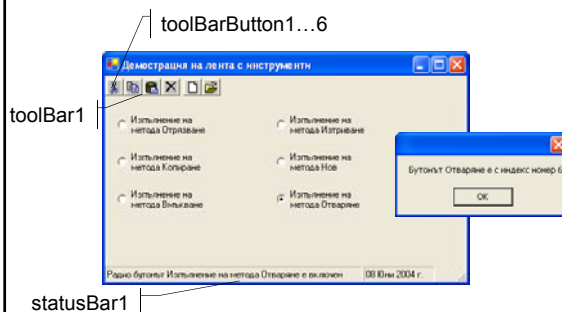 toolBarButton1…6
Демострация на лента с инструменти
toolBar1
Изпълнение на
метода Отрязване
Изпълнение на
метода Изтриване
Изпълнение на
метода Копиране
Изпълнение на
метода Нов
Изпълнение на
метода Вмъкване
Изпълнение на
метода Отваряне
Бутонът Отваряне е с индекс номер 6
OK
Радио бутонът Изпълнение на метода Отваряне е включен
08 Юни 2004 г.
statusBar1